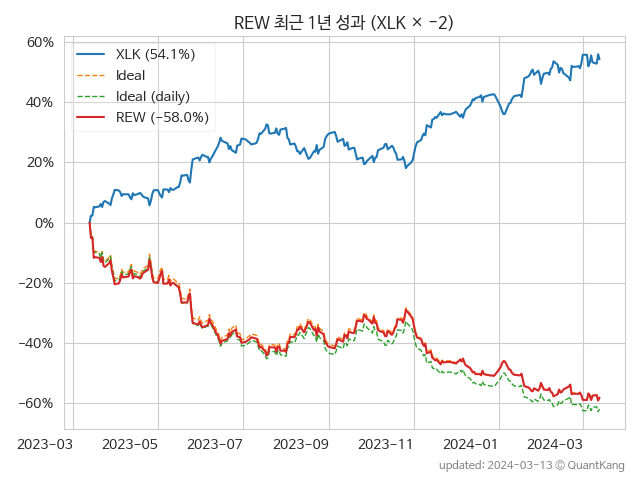 REW 최근 1년 성과 (XLK × −2)
60%
40%
20%
0%
−20%
−40%
−60%
XLK (54.1%)
Ideal
Ideal (daily)
REW (−58.0%)
2023−03
2023−05
2023−07
2023−09
2023−11
2024−01
2024−03
updated: 2024−03−13 ⓒ QuantKang